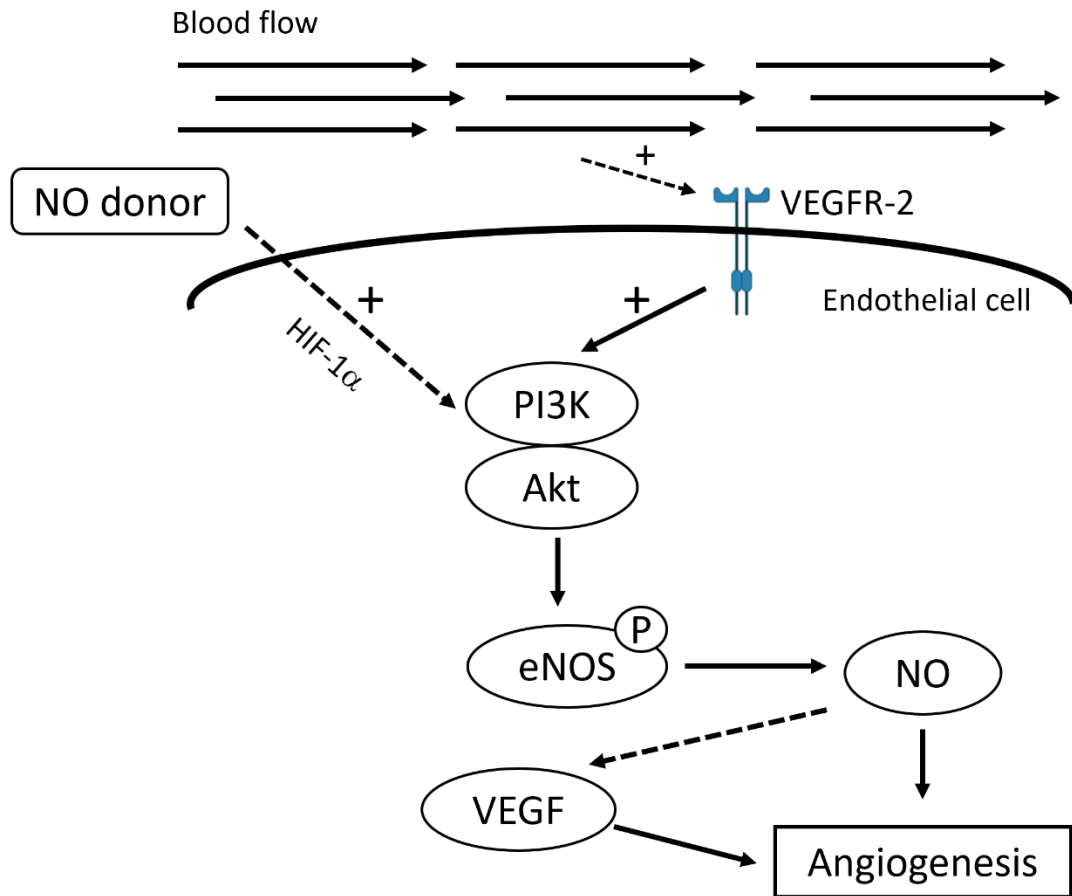 Blood flow
+
NO donor
VEGFR-2
+
+
Endothelial cell
HIF-1α
PI3K
Akt
P
eNOS
NO
VEGF
Angiogenesis